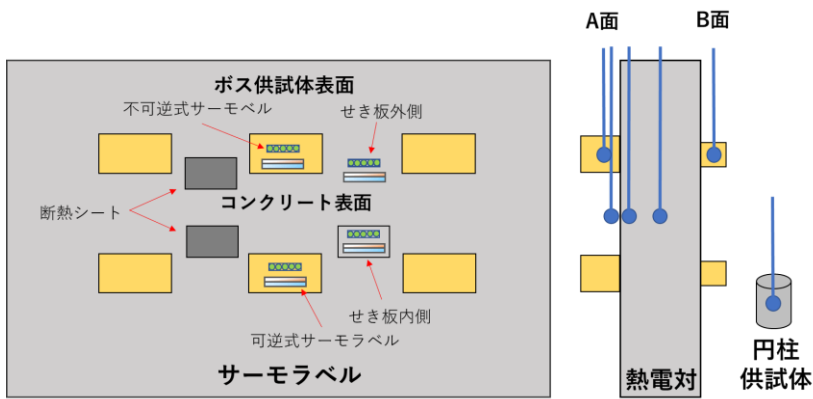 A面
B面
ボス供試体表面
不可逆式サーモベル
せき板外側
コンクリート表面
断熱シート
せき板内側
可逆式サーモラベル
サーモラベル
熱電対
円柱
供試体